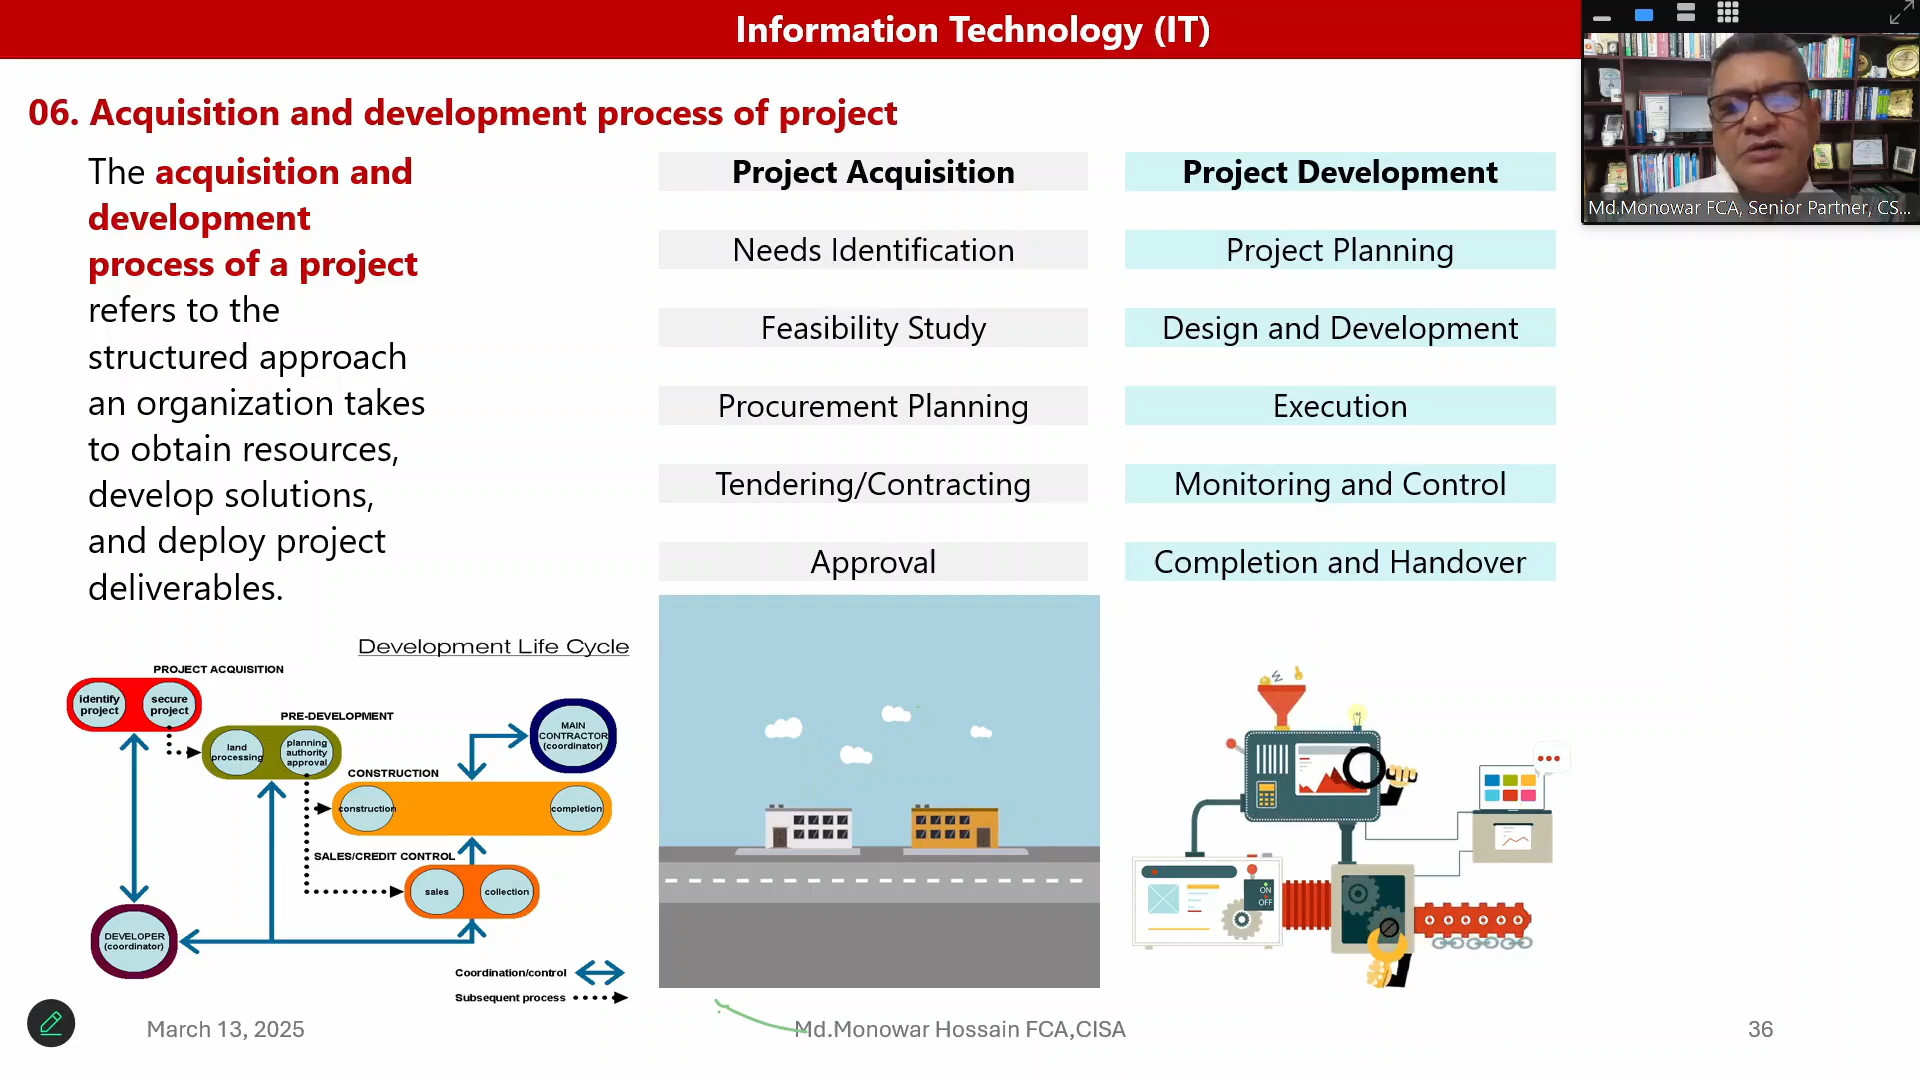 Information Technology (IT)
Md.Monowar FCA, Senior Partner, CS...
06. Acquisition and development process of project
The acquisition and
development
process of a project
refers to the
structured approach
an organization takes
to obtain resources,
develop solutions,
and deploy project
deliverables.
Project Acquisition
Needs Identification
Feasibility Study
Procurement Planning
Tendering/Contracting
Approval
Project Development
Project Planning
Design and Development
Execution
Monitoring and Control
Completion and Handover
Development Life Cycle
PROJECT ACQUISITION
identify
project
secure
project
PRE-DEVELOPMENT
land
processing
planning
authority
approval
MAIN
CONTRACTOR
(coordinator)
CONSTRUCTION
construction
completion
SALES/CREDIT CONTROL
sales
collection
DEVELOPER
(coordinator)
Coordination/control
Subsequent process
ON
OFF
March 13, 2025
Md.Monowar Hossain FCA,CISA
36